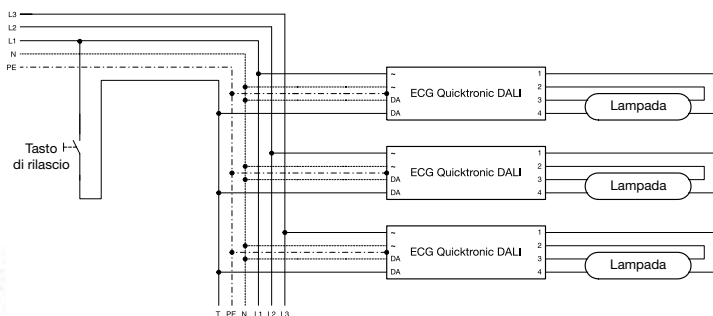 L3
L2
L1
N
PE
Tasto
di rilascio
~ ECG Quicktronic DALI 1
~ 2
DA 3
DA 4
Lampada
~ ECG Quicktronic DALI 1
~ 2
DA 3
DA 4
Lampada
~ ECG Quicktronic DALI 1
~ 2
DA 3
DA 4
Lampada
T PE N L1 L2 L3